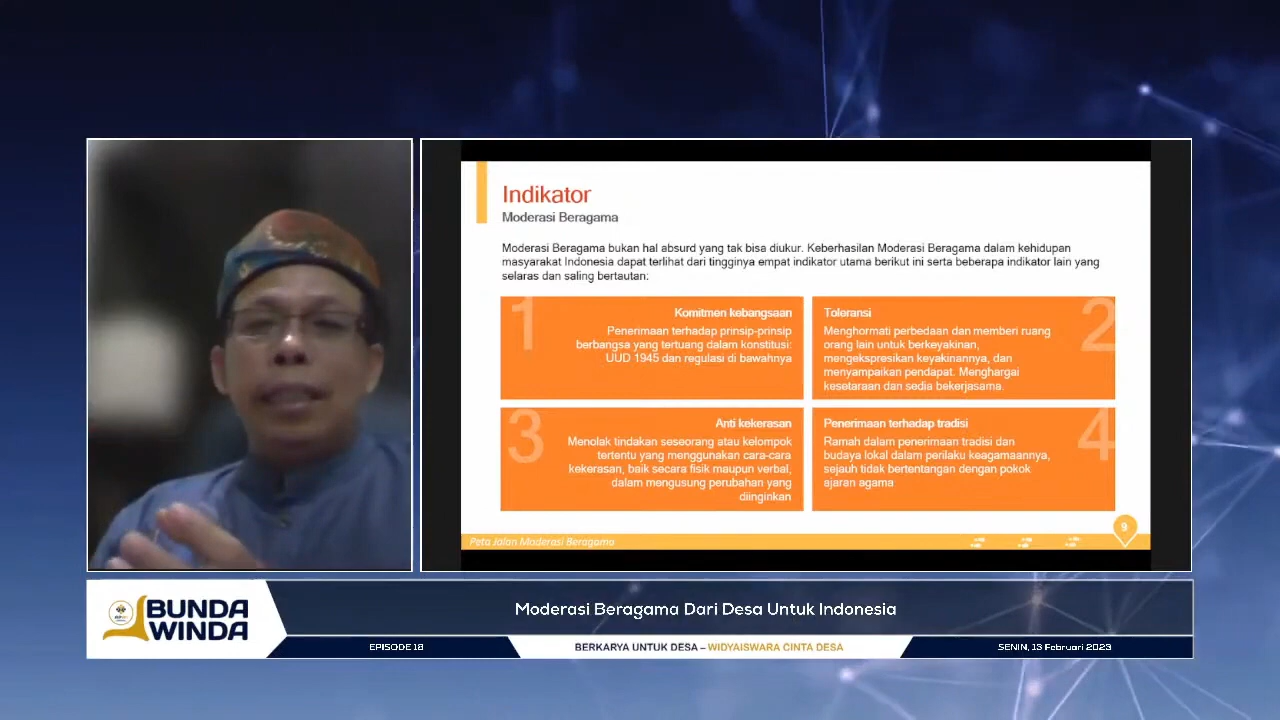 Indikator
Moderasi Beragama
Moderasi Beragama bukan hal absurd yang tak bisa diukur. Keberhasilan Moderasi Beragama dalam kehidupan
masyarakat Indonesia dapat terlihat dari tingginya empat indikator utama berikut ini serta beberapa indikator lain yang
selaras dan saling bertautan:
1
Komitmen kebangsaan
Penerimaan terhadap prinsip-prinsip
berbangsa yang tertuang dalam konstitusi:
UUD 1945 dan regulasi di bawahnya
2
Toleransi
Menghormati perbedaan dan memberi ruang
orang lain untuk berkeyakinan,
mengekspresikan keyakinannya, dan
menyampaikan pendapat. Menghargai
kesetaraan dan sedia bekerjasama.
3
Anti kekerasan
Menolak tindakan seseorang atau kelompok
tertentu yang menggunakan cara-cara
kekerasan, baik secara fisik maupun verbal,
dalam mengusung perubahan yang
diinginkan
4
Penerimaan terhadap tradisi
Ramah dalam penerimaan tradisi dan
budaya lokal dalam perilaku keagamaannya,
sejauh tidak bertentangan dengan pokok
ajaran agama
Peta Jalan Moderasi Beragama
9
BUNDA
WINDA
Moderasi Beragama Dari Desa Untuk Indonesia
EPISODE 18
BERKARYA UNTUK DESA – WIDYAISWARA CINTA DESA
SENIN, 13 Februari 2023